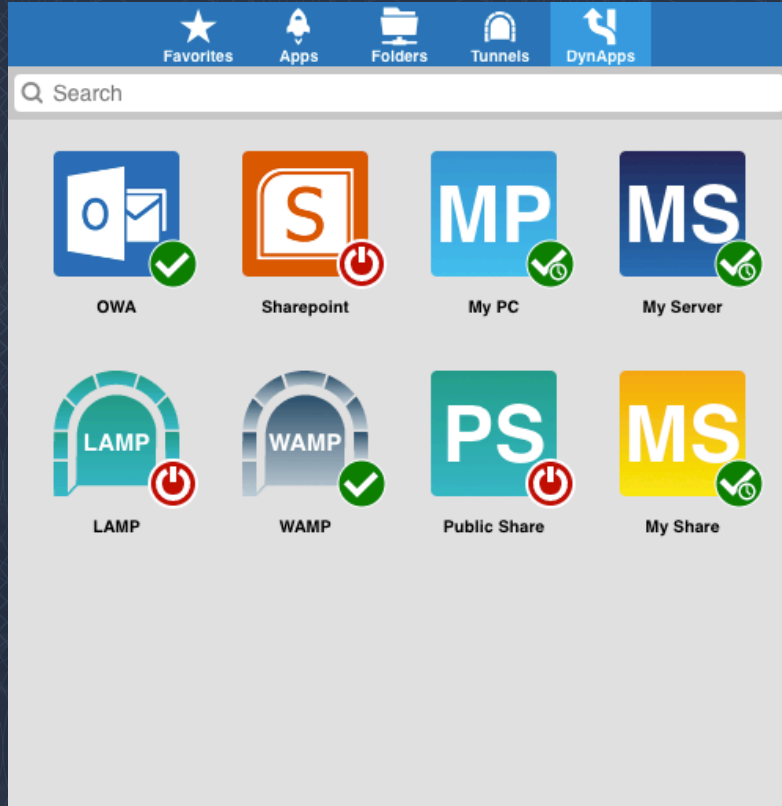 Favorites Apps Folders Tunnels DynApps
Search
O S MP MS
OWA Sharepoint My PC My Server
LAMP WAMP PS MS
LAMP WAMP Public Share My Share